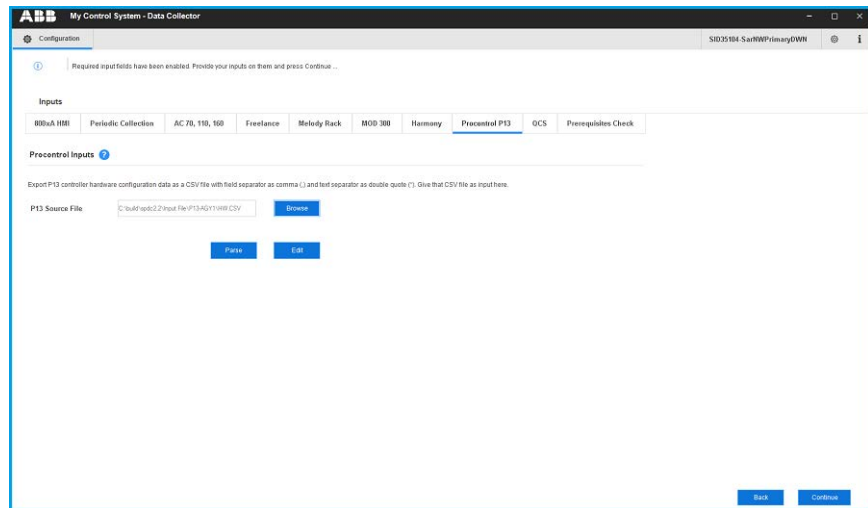 ABB My Control System - Data Collector
Configuration SID35104-SarNWPrimaryDWN
Required input fields have been enabled. Provide your inputs on them and press Continue ...
Inputs
800xA HMI Periodic Collection AC 70, 110, 160 Freelance Melody Rack MOD 300 Harmony Procontrol P13 QCS Prerequisites Check
Procontrol Inputs ?
Export P13 controller hardware configuration data as a CSV file with field separator as comma (,) and text separator as double quote ("). Give that CSV file as input here.
P13 Source File Browse
Parse Edit
Back Continue